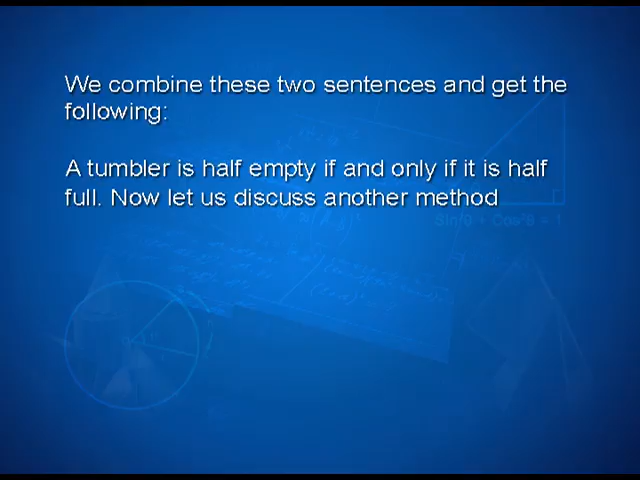 We combine these two sentences and get the
following:
A tumbler is half empty if and only if it is half
full. Now let us discuss another method